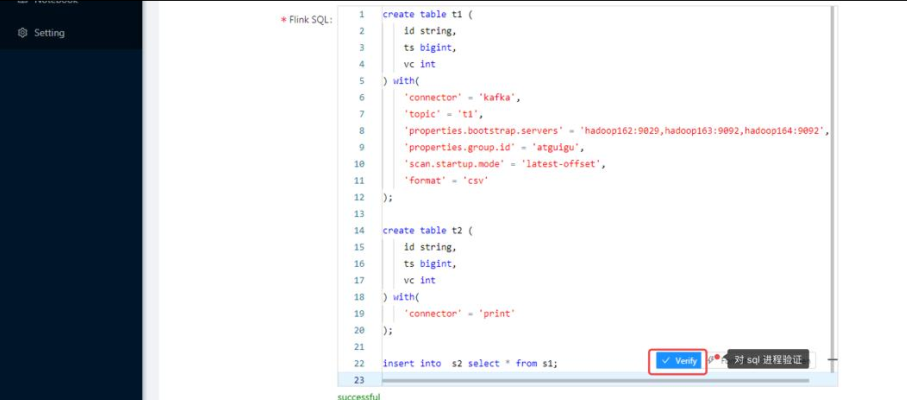 Notebook
Setting
* Flink SQL:
1 create table t1 (
2 id string,
3 ts bigint,
4 vc int
5 ) with(
6 'connector' = 'kafka',
7 'topic' = 't1',
8 'properties.bootstrap.servers' = 'hadoop162:9029,hadoop163:9092,hadoop164:9092',
9 'properties.group.id' = 'atguigu',
10 'scan.startup.mode' = 'latest-offset',
11 'format' = 'csv'
12 );
13
14 create table t2 (
15 id string,
16 ts bigint,
17 vc int
18 ) with(
19 'connector' = 'print'
20 );
21
22 insert into s2 select * from s1;
Verify
对 sql 进程验证
23
successful